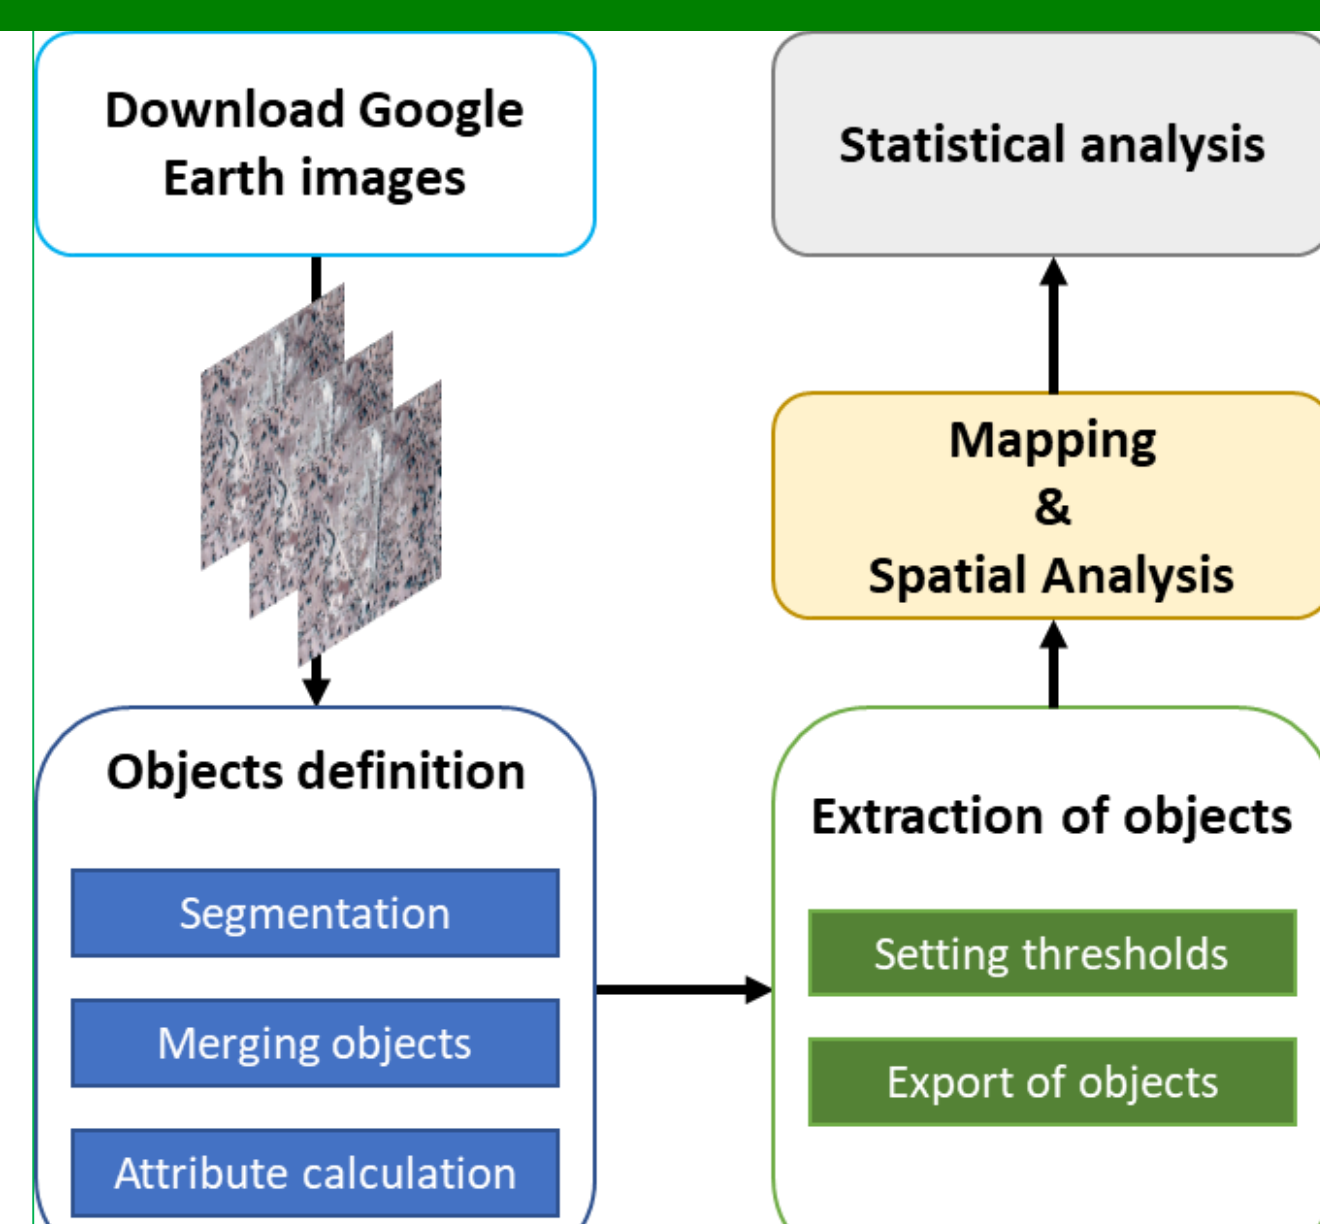 Download Google
Earth images
Objects definition
Segmentation
Merging objects
Attribute calculation
Extraction of objects
Setting thresholds
Export of objects
Mapping
&
Spatial Analysis
Statistical analysis